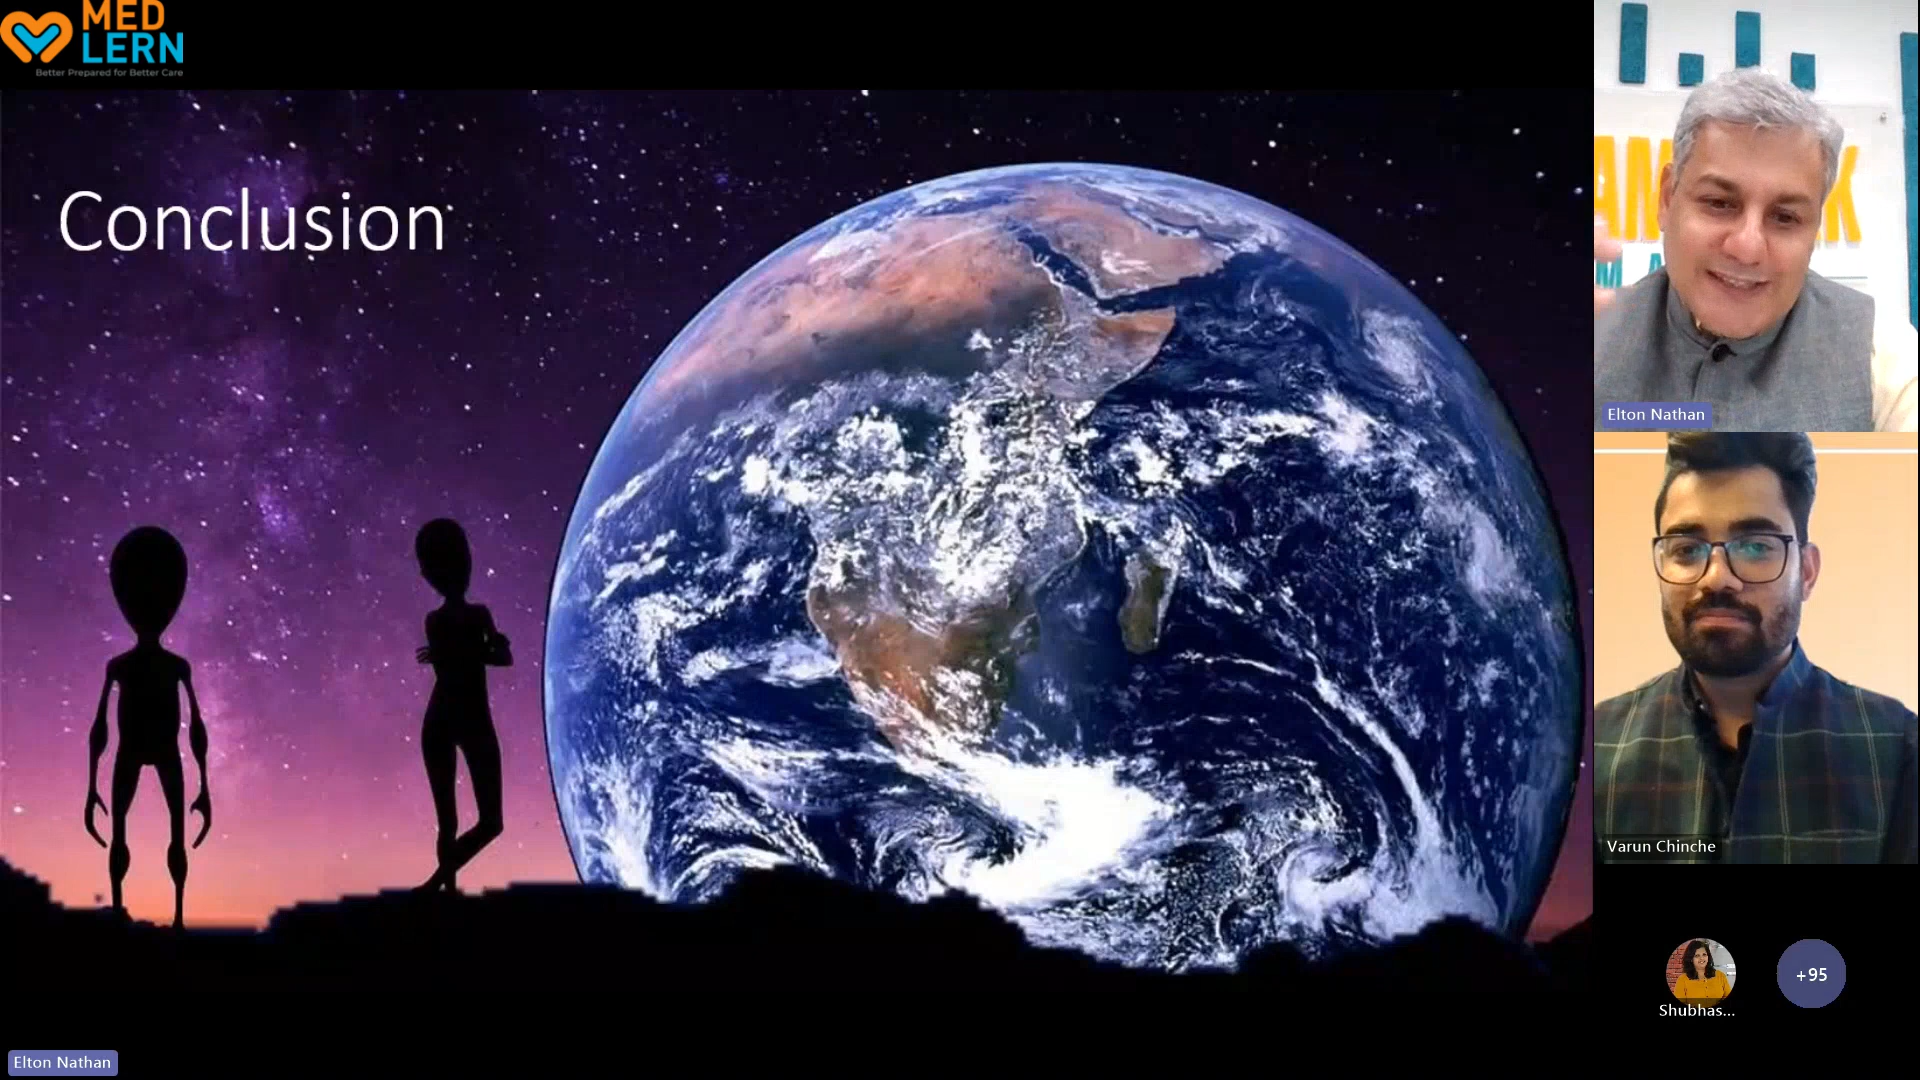 MED
LERN
Better Prepared for Better Care
Conclusion
Elton Nathan
Varun Chinche
Shubhas...
+95
Elton Nathan